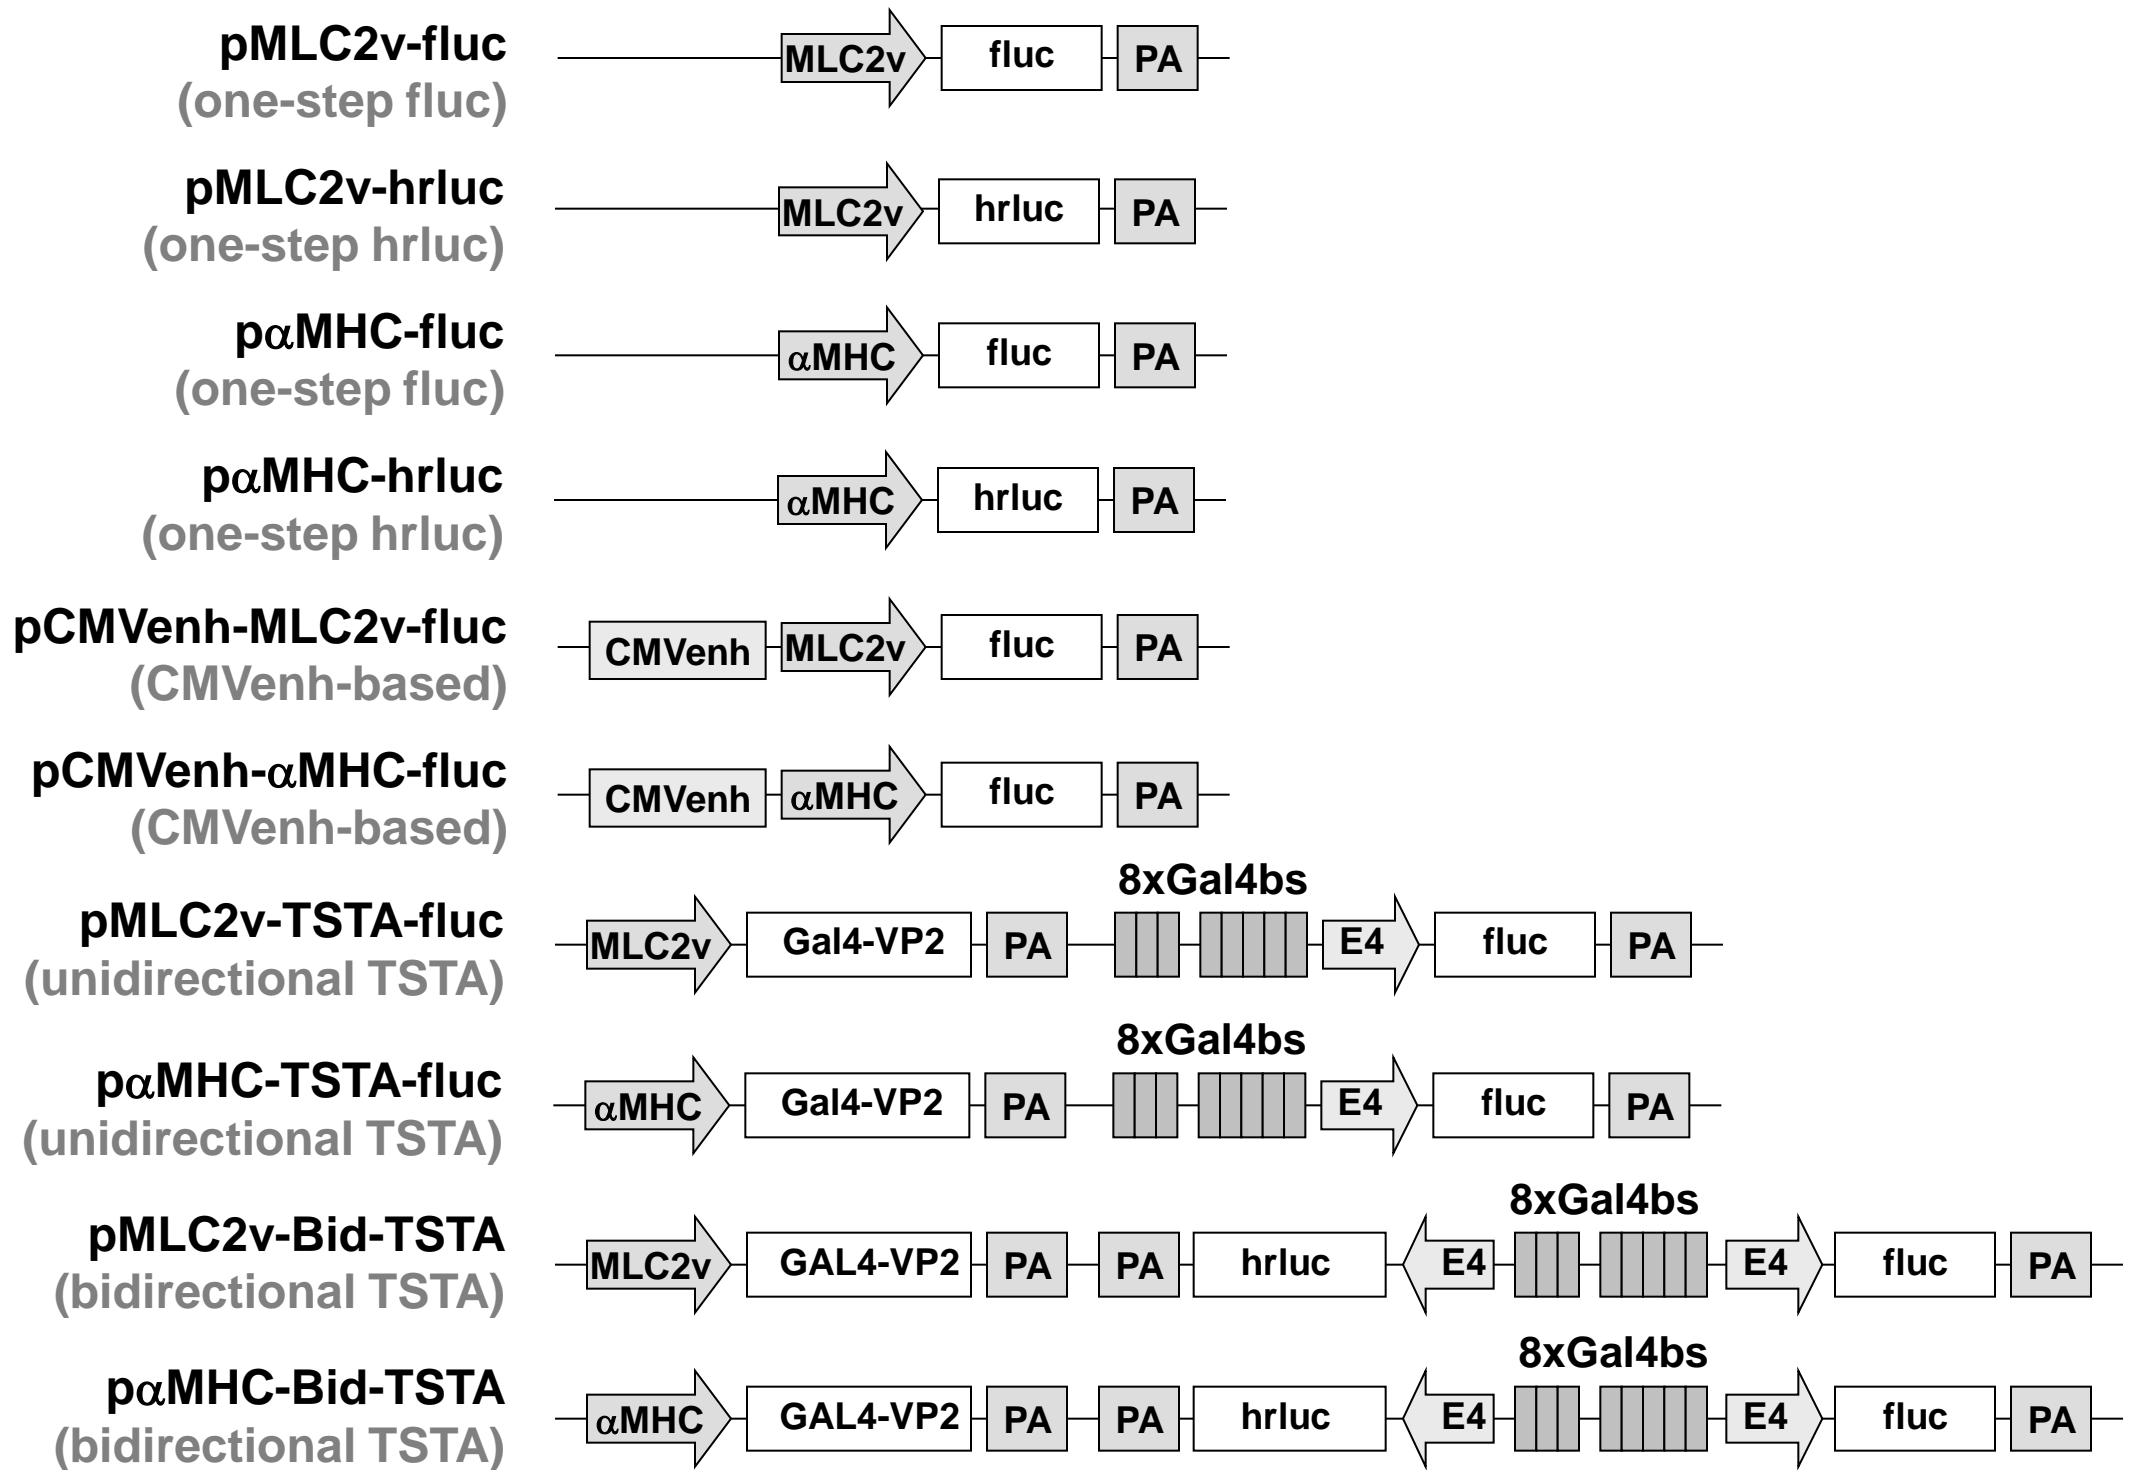 pMLC2v-fluc
(one-step fluc)
MLC2v fluc PA
pMLC2v-hrluc
(one-step hrluc)
MLC2v hrluc PA
pαMHC-fluc
(one-step fluc)
αMHC fluc PA
pαMHC-hrluc
(one-step hrluc)
αMHC hrluc PA
pCMVenh-MLC2v-fluc
(CMVenh-based)
CMVenh MLC2v fluc PA
pCMVenh-αMHC-fluc
(CMVenh-based)
CMVenh αMHC fluc PA
8xGal4bs
pMLC2v-TSTA-fluc
(unidirectional TSTA)
MLC2v Gal4-VP2 PA E4 fluc PA
8xGal4bs
pαMHC-TSTA-fluc
(unidirectional TSTA)
αMHC Gal4-VP2 PA E4 fluc PA
8xGal4bs
pMLC2v-Bid-TSTA
(bidirectional TSTA)
MLC2v GAL4-VP2 PA PA hrluc E4 E4 fluc PA
8xGal4bs
pαMHC-Bid-TSTA
(bidirectional TSTA)
αMHC GAL4-VP2 PA PA hrluc E4 E4 fluc PA